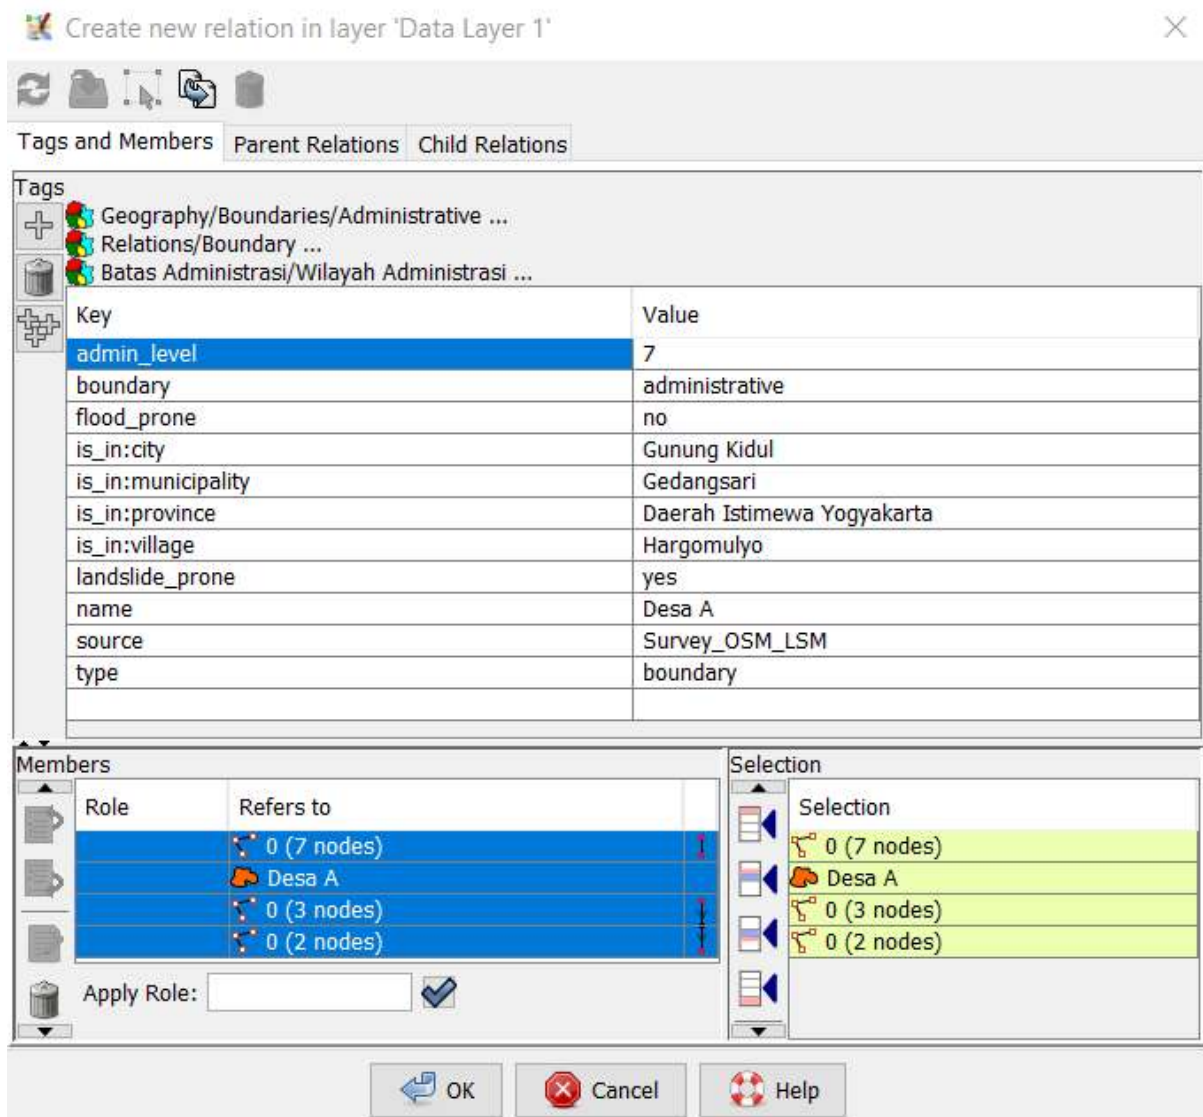 Create new relation in layer 'Data Layer 1'
Tags and Members Parent Relations Child Relations
Tags
Geography/Boundaries/Administrative ...
Relations/Boundary ...
Batas Administrasi/Wilayah Administrasi ...
Key Value
admin_level 7
boundary administrative
flood_prone no
is_in:city Gunung Kidul
is_in:municipality Gedangsari
is_in:province Daerah Istimewa Yogyakarta
is_in:village Hargomulyo
landslide_prone yes
name Desa A
source Survey_OSM_LSM
type boundary
Members Selection
Role Refers to Selection
0 (7 nodes) 0 (7 nodes)
Desa A Desa A
0 (3 nodes) 0 (3 nodes)
0 (2 nodes) 0 (2 nodes)
Apply Role:
OK Cancel Help